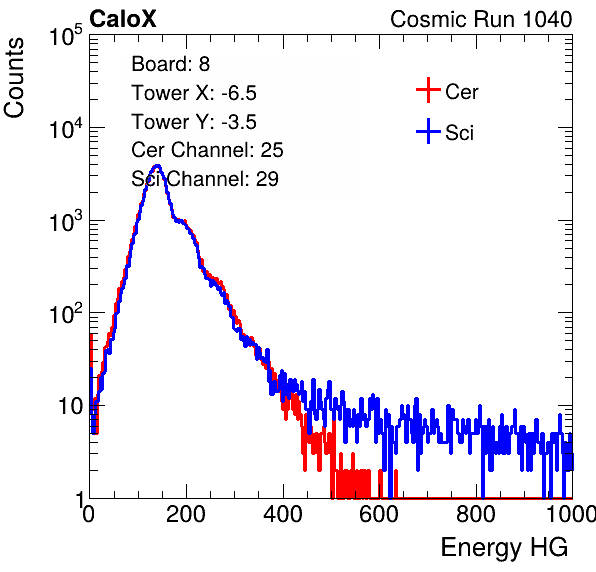 CaloX Cosmic Run 1040
Counts
10^5
10^4
10^3
10^2
10
1
Board: 8
Tower X: -6.5
Tower Y: -3.5
Cer Channel: 25
Sci Channel: 29
Cer
Sci
0 200 400 600 800 1000
Energy HG